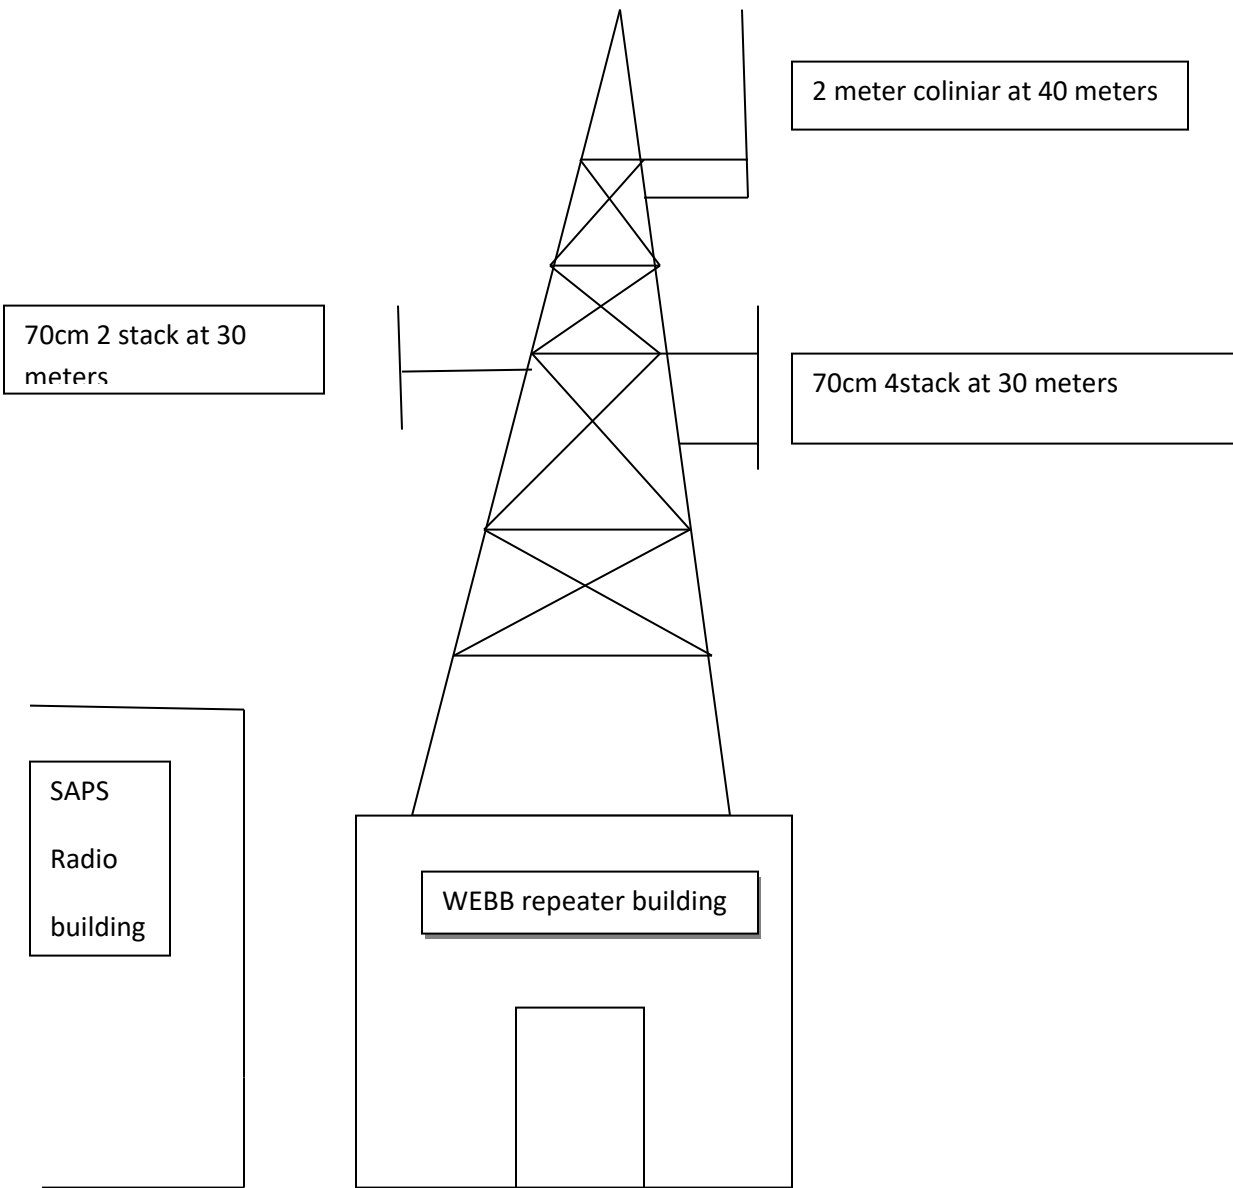 2 meter coliniar at 40 meters
70cm 2 stack at 30
meters
70cm 4stack at 30 meters
SAPS
Radio
building
WEBB repeater building